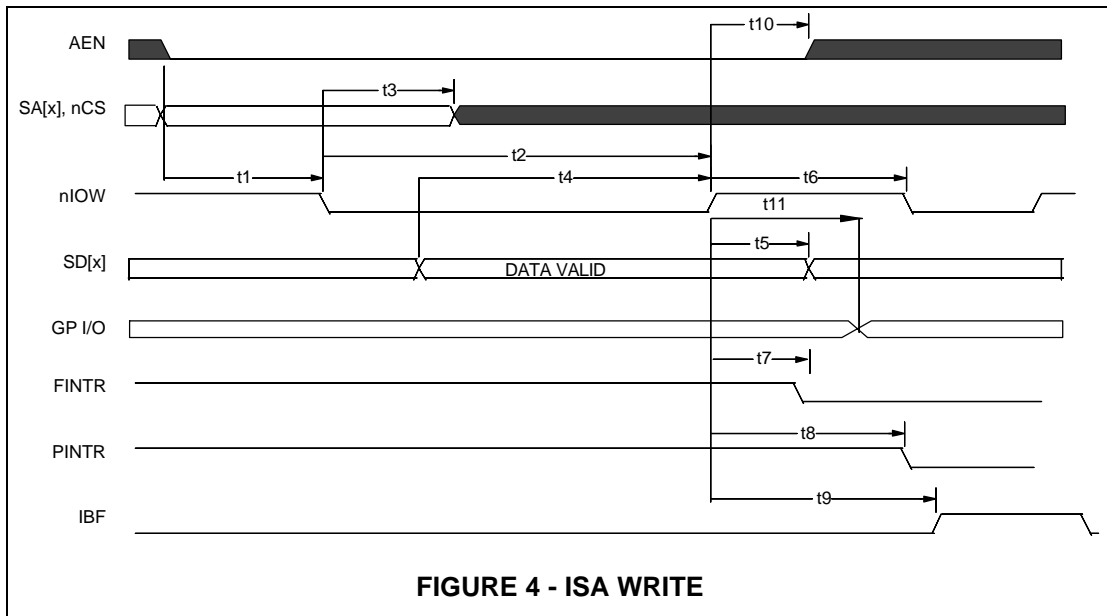 t10
AEN
t3
SA[x], nCS
t2
t1
t4
t6
nIOW
t11
t5
SD[x]
DATA VALID
GP I/O
t7
FINTR
t8
PINTR
t9
IBF
FIGURE 4 - ISA WRITE